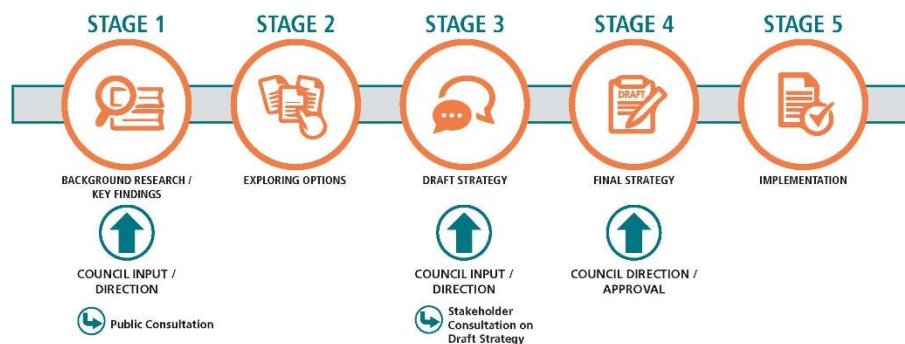 STAGE 1
STAGE 2
STAGE 3
STAGE 4
STAGE 5
DRAFT
BACKGROUND RESEARCH /
KEY FINDINGS
EXPLORING OPTIONS
DRAFT STRATEGY
FINAL STRATEGY
IMPLEMENTATION
COUNCIL INPUT /
DIRECTION
Public Consultation
COUNCIL INPUT /
DIRECTION
Stakeholder
Consultation on
Draft Strategy
COUNCIL DIRECTION /
APPROVAL